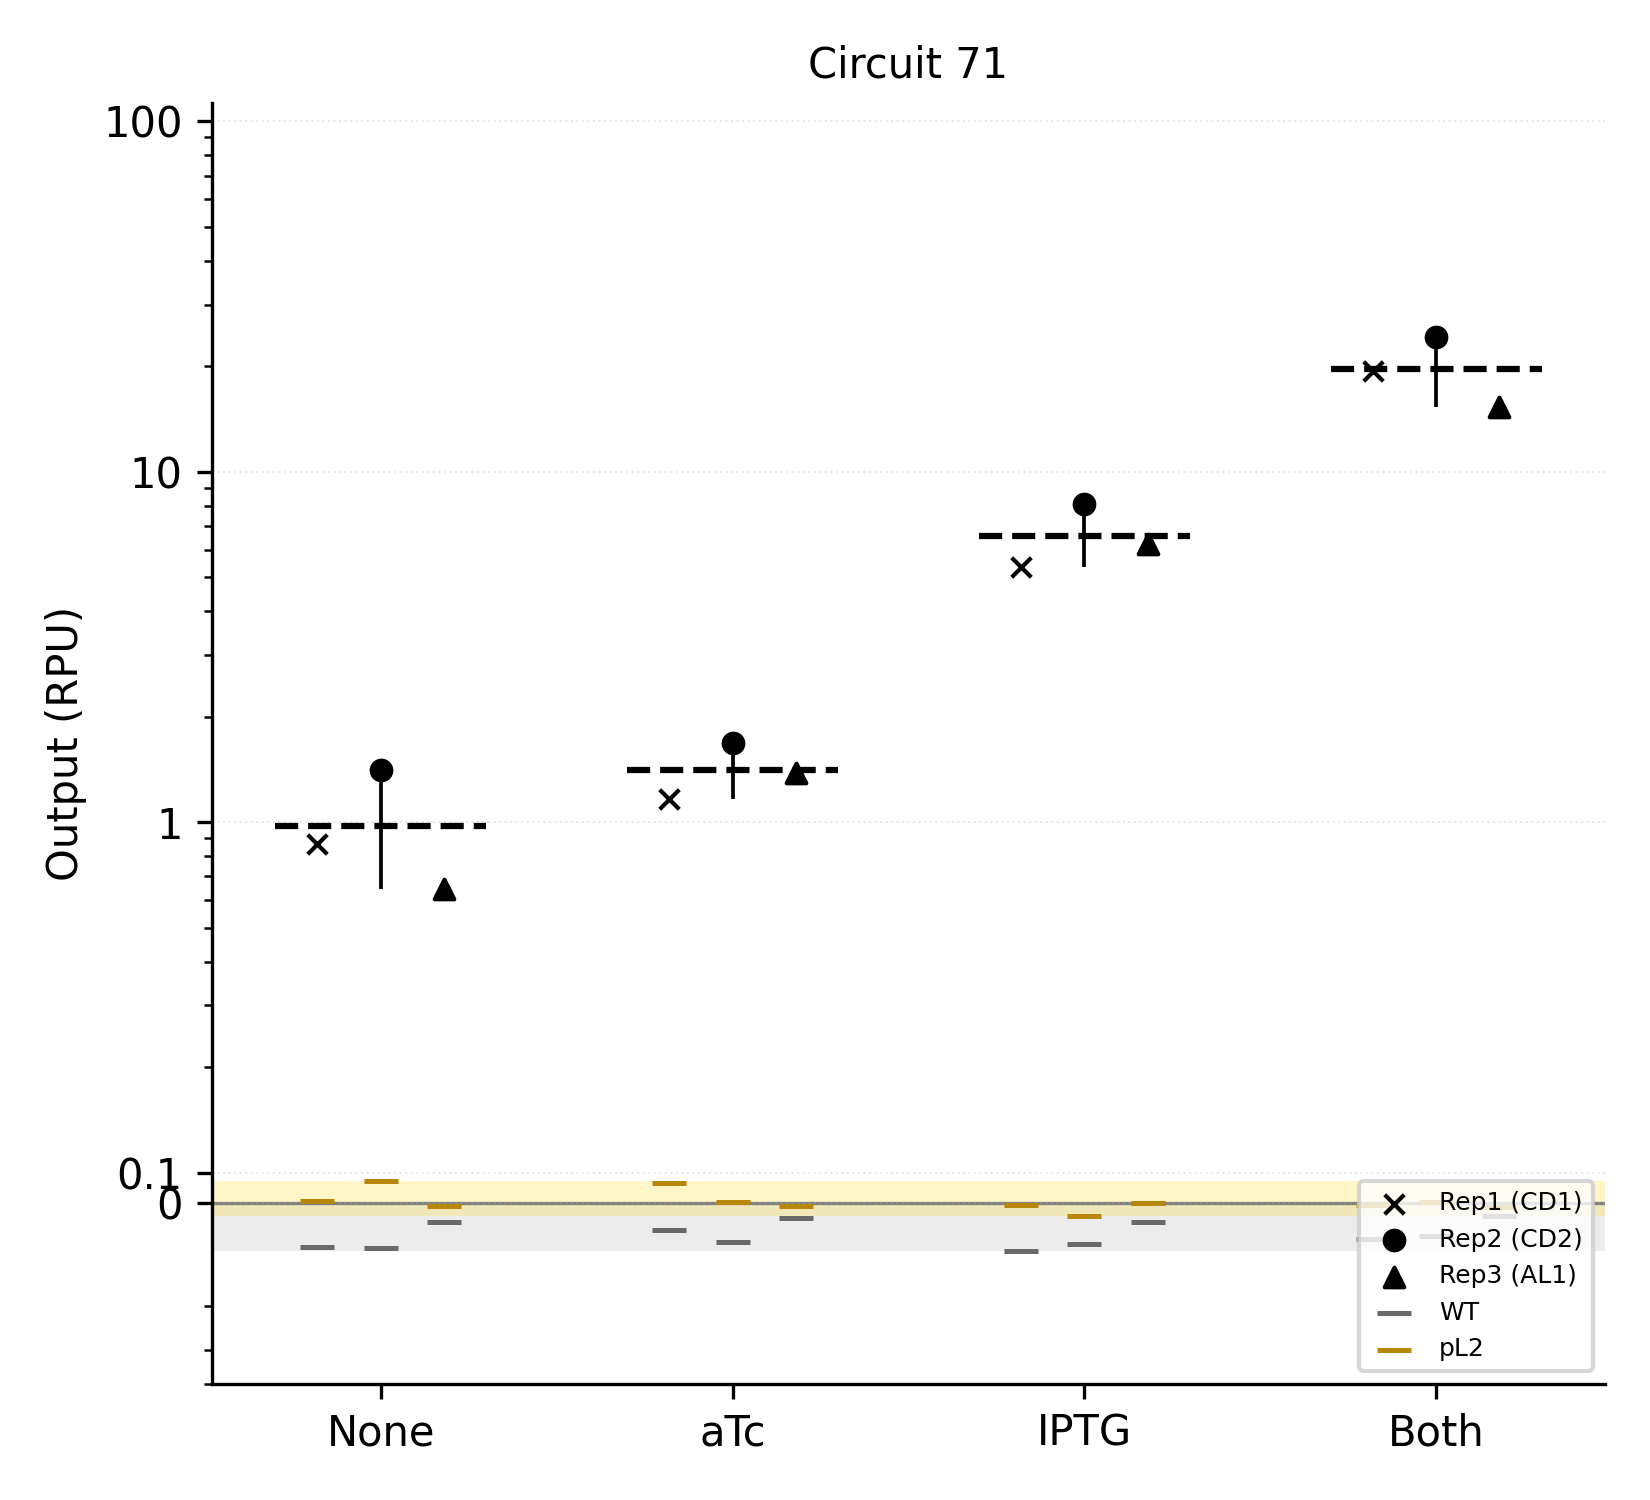 Circuit 71
Output (RPU)
100
10
1
0.1
0
Rep1 (CD1)
Rep2 (CD2)
Rep3 (AL1)
WT
pL2
None
aTc
IPTG
Both